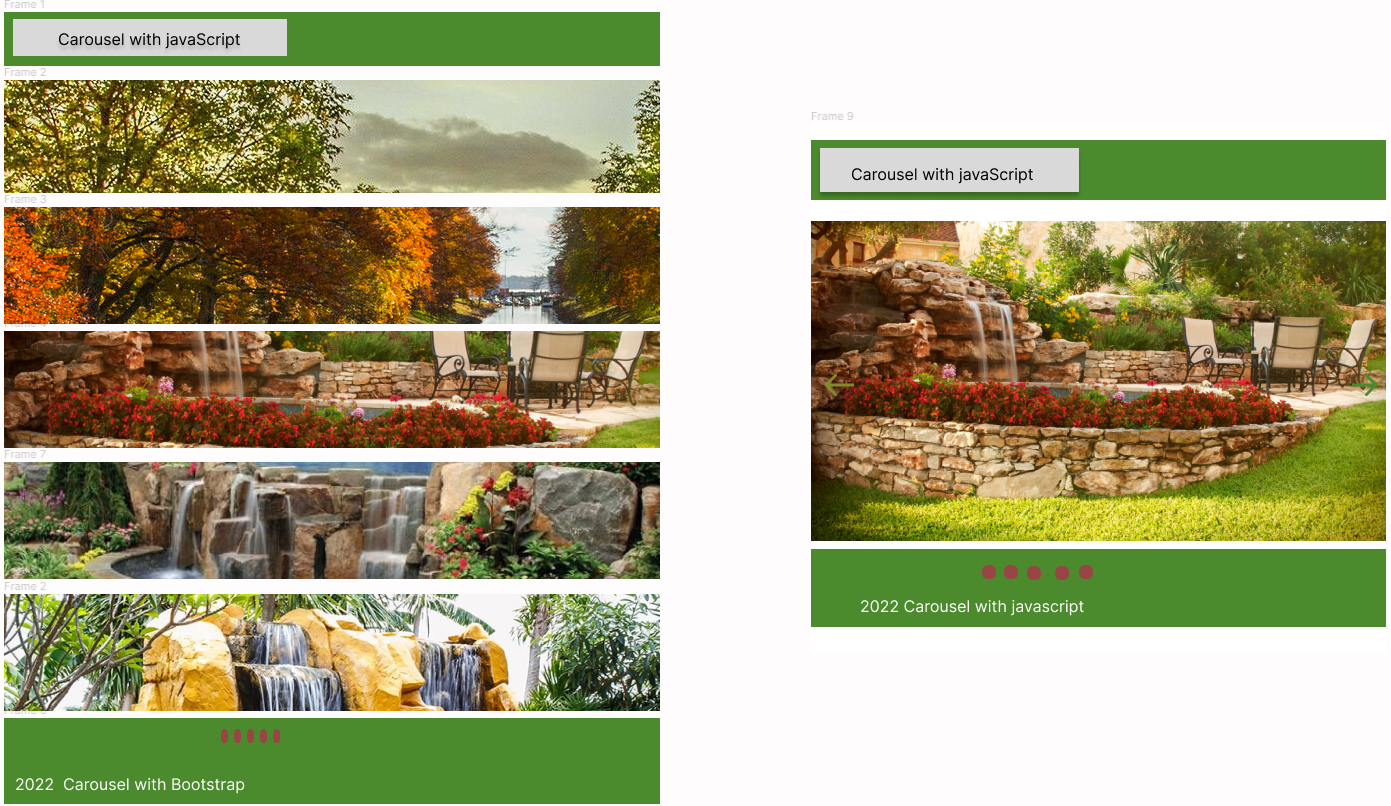 Frame 1
Carousel with javaScript
Frame 2
Frame 3
Frame 7
Frame 2
2022 Carousel with Bootstrap
Frame 9
Carousel with javaScript
2022 Carousel with javascript